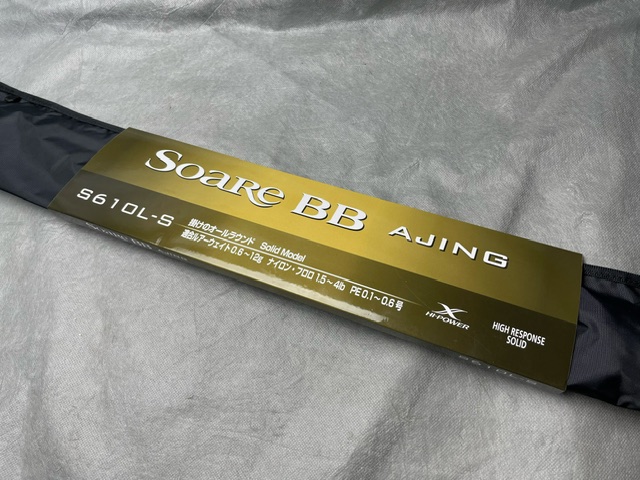 SOARE BB AJING
S610L-S
掛けのオールラウンド Solid Model
適合ルアーウェイト0.6~12g ナイロン・フロロ1.5~4lb PE0.1~0.6号
X
HI-POWER
HIGH RESPONSE
SOLID
S610L-S